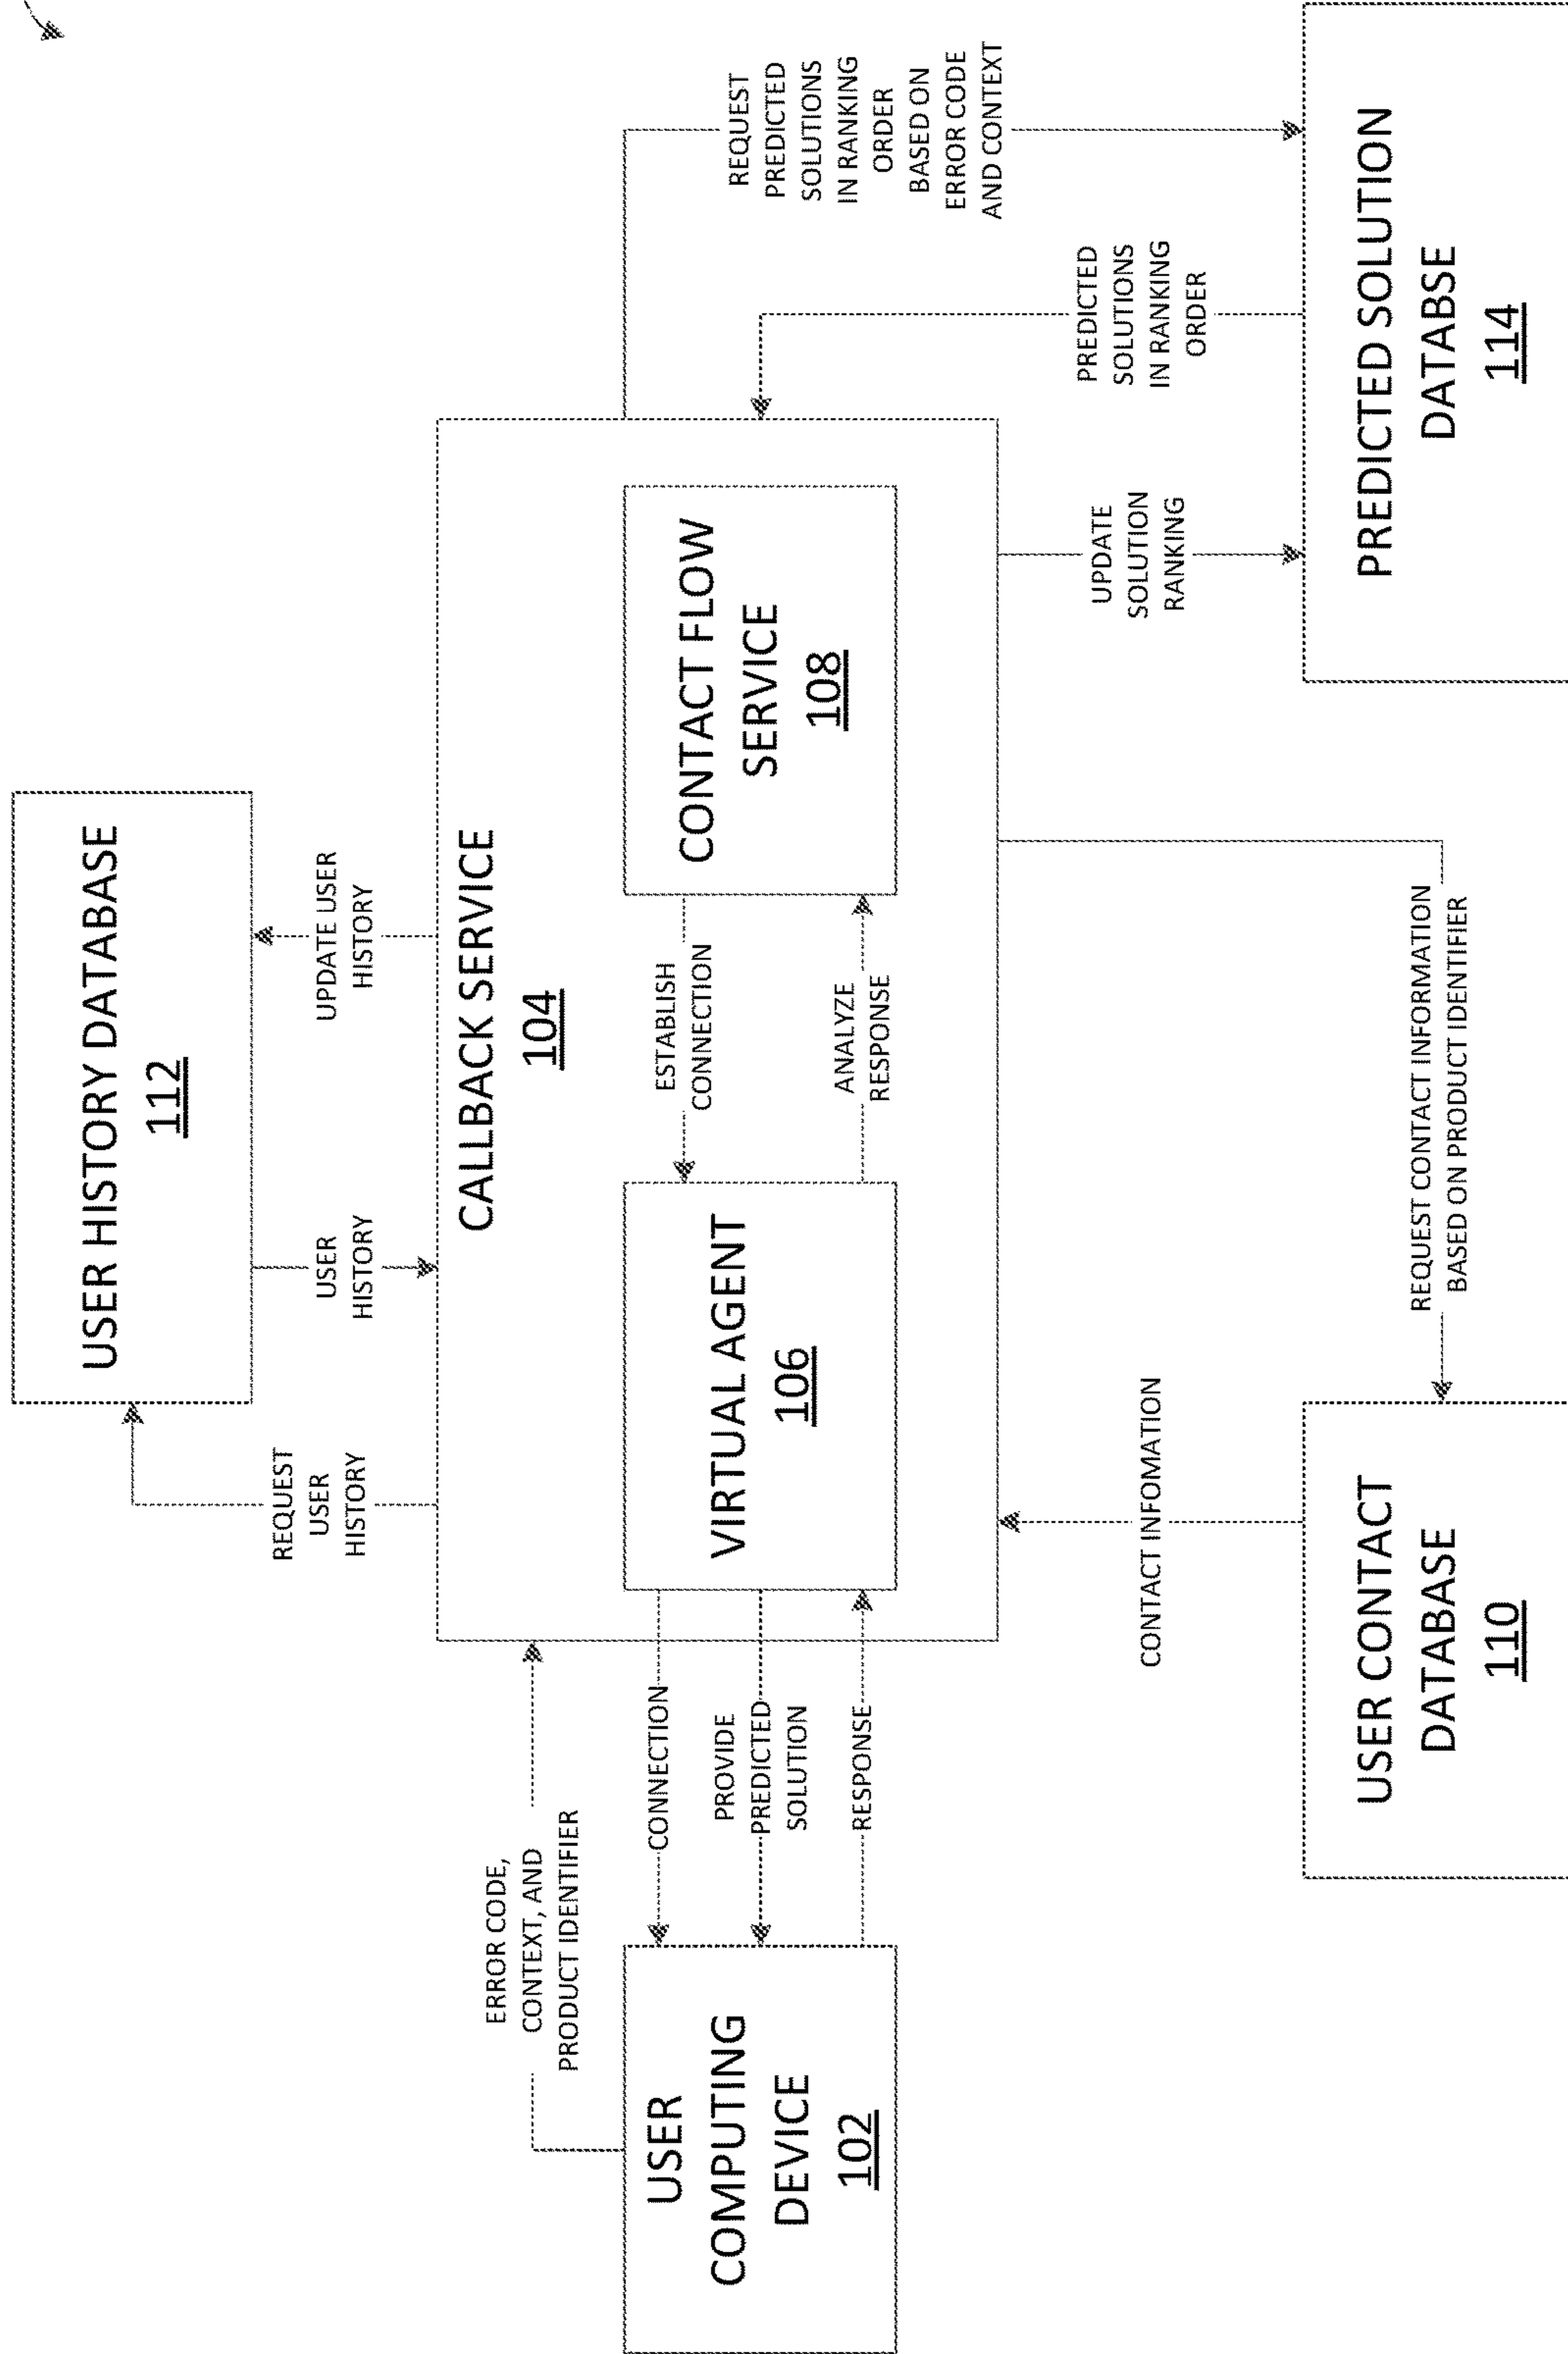 USER HISTORY DATABASE
112
REQUEST
USER
HISTORY
USER
HISTORY
UPDATE USER
HISTORY
CALLBACK SERVICE
104
ERROR CODE,
CONTEXT, AND
PRODUCT IDENTIFIER
USER
COMPUTING
DEVICE
102
CONNECTION
PROVIDE
PREDICTED
SOLUTION
RESPONSE
VIRTUAL AGENT
106
ESTABLISH
CONNECTION
ANALYZE
RESPONSE
CONTACT FLOW
SERVICE
108
REQUEST
PREDICTED
SOLUTIONS
IN RANKING
ORDER
BASED ON
ERROR CODE
AND CONTEXT
PREDICTED
SOLUTIONS
IN RANKING
ORDER
UPDATE
SOLUTION
RANKING
CONTACT INFOMATION
REQUEST CONTACT INFORMATION
BASED ON PRODUCT IDENTIFIER
USER CONTACT
DATABASE
110
PREDICTED SOLUTION
DATABSE
114